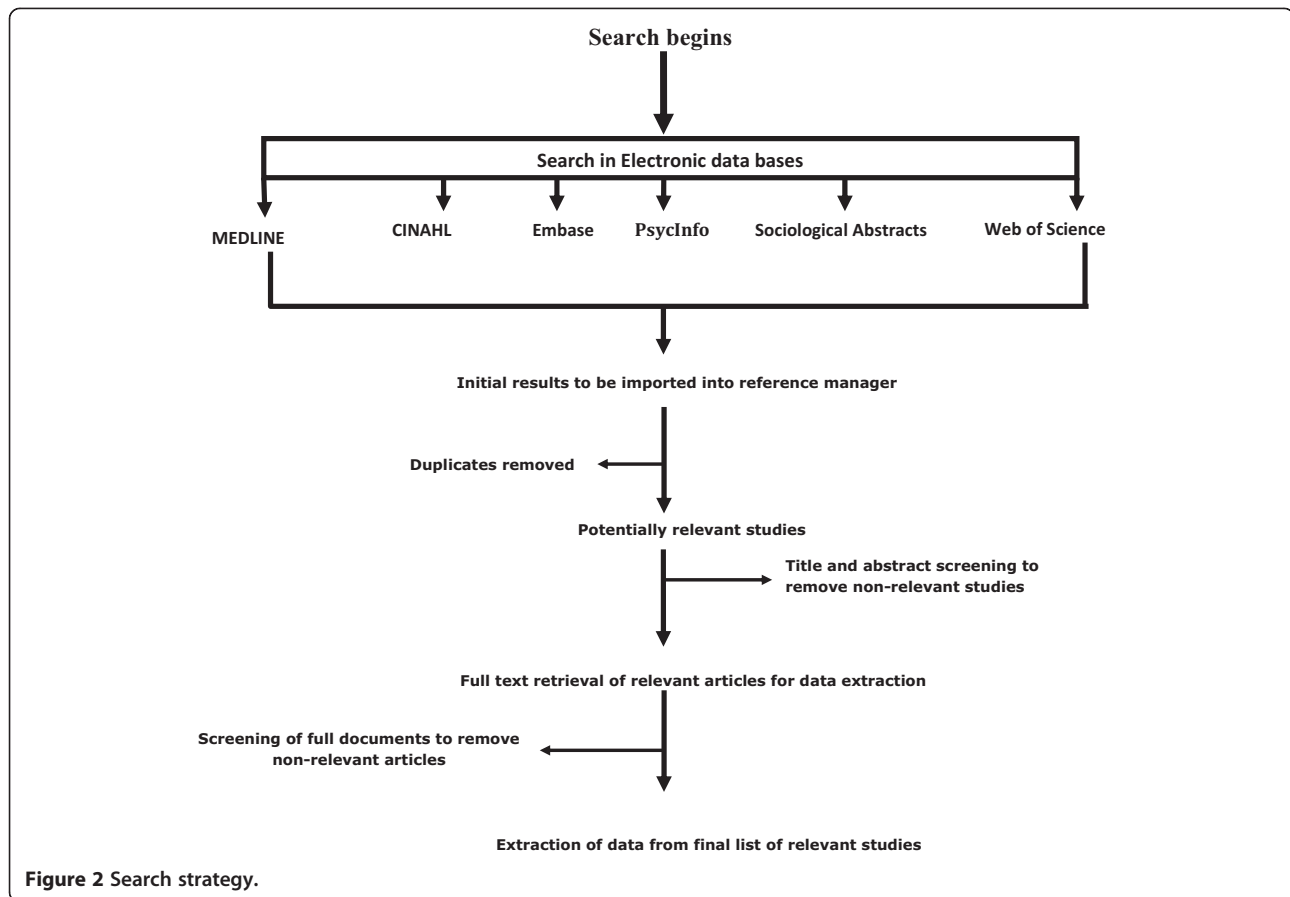 Search begins
Search in Electronic data bases
MEDLINE CINAHL Embase PsycInfo Sociological Abstracts Web of Science
Initial results to be imported into reference manager
Duplicates removed
Potentially relevant studies
Title and abstract screening to
remove non-relevant studies
Full text retrieval of relevant articles for data extraction
Screening of full documents to remove
non-relevant articles
Extraction of data from final list of relevant studies
Figure 2 Search strategy.